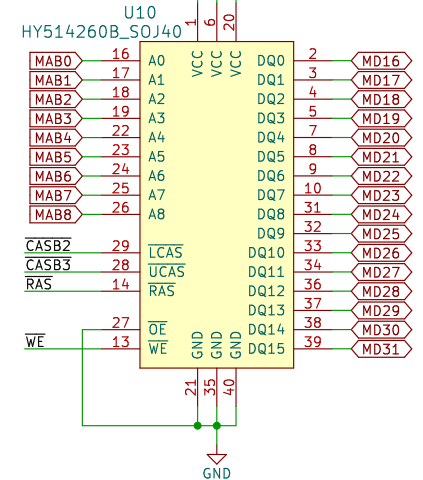 U10
HY514260B_SOJ40
1 6 20
VCC VCC VCC
MAB0 16 A0 DQ0 2 MD16
MAB1 17 A1 DQ1 3 MD17
MAB2 18 A2 DQ2 4 MD18
MAB3 19 A3 DQ3 5 MD19
MAB4 22 A4 DQ4 7 MD20
MAB5 23 A5 DQ5 8 MD21
MAB6 24 A6 DQ6 9 MD22
MAB7 25 A7 DQ7 10 MD23
MAB8 26 A8 DQ8 31 MD24
DQ9 32 MD25
CASB2 29 LCAS DQ10 33 MD26
CASB3 28 UCAS DQ11 34 MD27
RAS 14 RAS DQ12 36 MD28
DQ13 37 MD29
27 OE DQ14 38 MD30
WE 13 WE DQ15 39 MD31
GND GND GND
21 35 40
GND